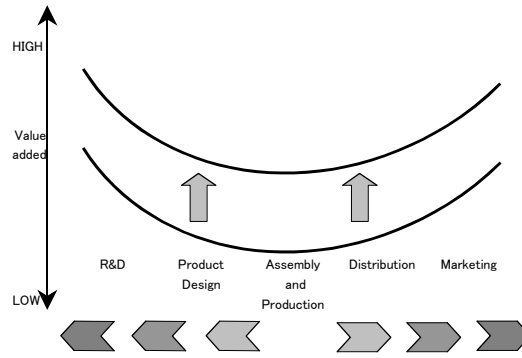 HIGH
Value
added
R&D
Product
Design
Assembly
and
Production
Distribution
Marketing
LOW